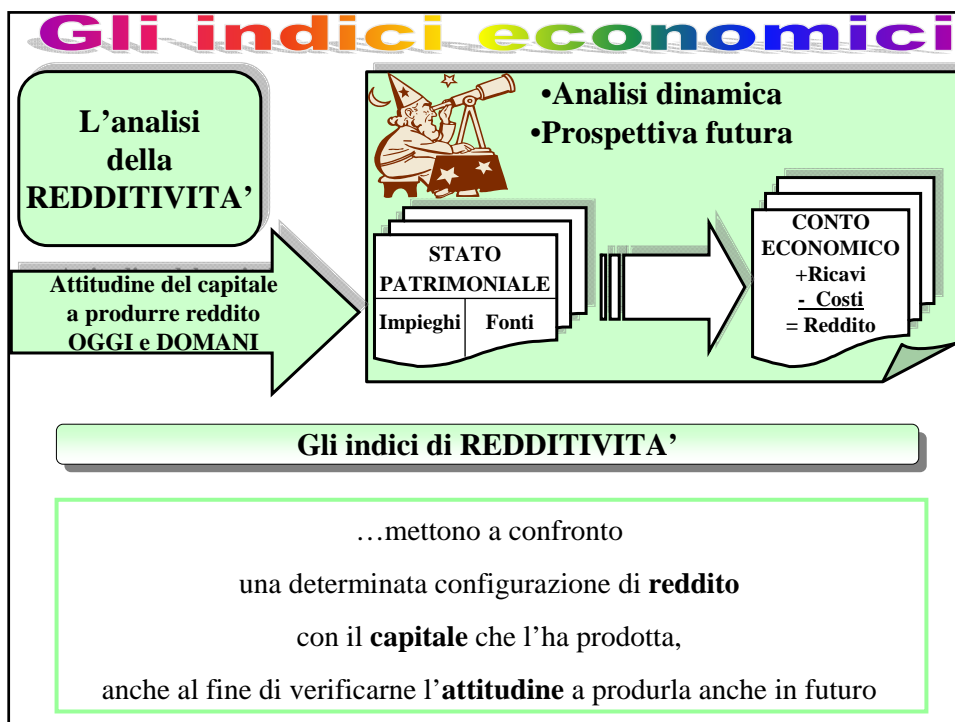 Gli indici economici
L’analisi
della
REDDITIVITA’
•Analisi dinamica
•Prospettiva futura
Attitudine del capitale
a produrre reddito
OGGI e DOMANI
STATO
PATRIMONIALE
Impieghi Fonti
CONTO
ECONOMICO
+Ricavi
- Costi
= Reddito
Gli indici di REDDITIVITA’
…mettono a confronto
una determinata configurazione di reddito
con il capitale che l’ha prodotta,
anche al fine di verificarne l’attitudine a produrla anche in futuro